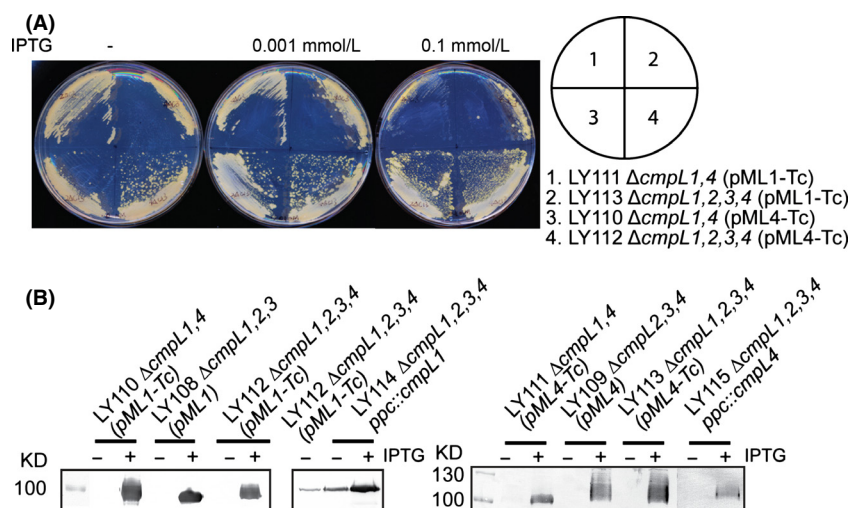 (A)
IPTG - 0.001 mmol/L 0.1 mmol/L
1 2
3 4
1. LY111 ΔcmpL1,4 (pML1-Tc)
2. LY113 ΔcmpL1,2,3,4 (pML1-Tc)
3. LY110 ΔcmpL1,4 (pML4-Tc)
4. LY112 ΔcmpL1,2,3,4 (pML4-Tc)
(B)
LY110 ΔcmpL1,4
(pML1-Tc)
LY108 ΔcmpL1,2,3
(pML1)
LY112 ΔcmpL1,2,3,4
(pML1-Tc)
LY112 ΔcmpL1,2,3,4
(pML1-Tc)
LY114 ΔcmpL1,2,3,4
ppc::cmpL1
LY111 ΔcmpL1,4
(pML4-Tc)
LY109 ΔcmpL2,3,4
(pML4)
LY113 ΔcmpL1,2,3,4
(pML4-Tc)
LY115 ΔcmpL1,2,3,4
ppc::cmpL4
KD - + - + - + - - + KD - + - + - + - + IPTG
130
100 100